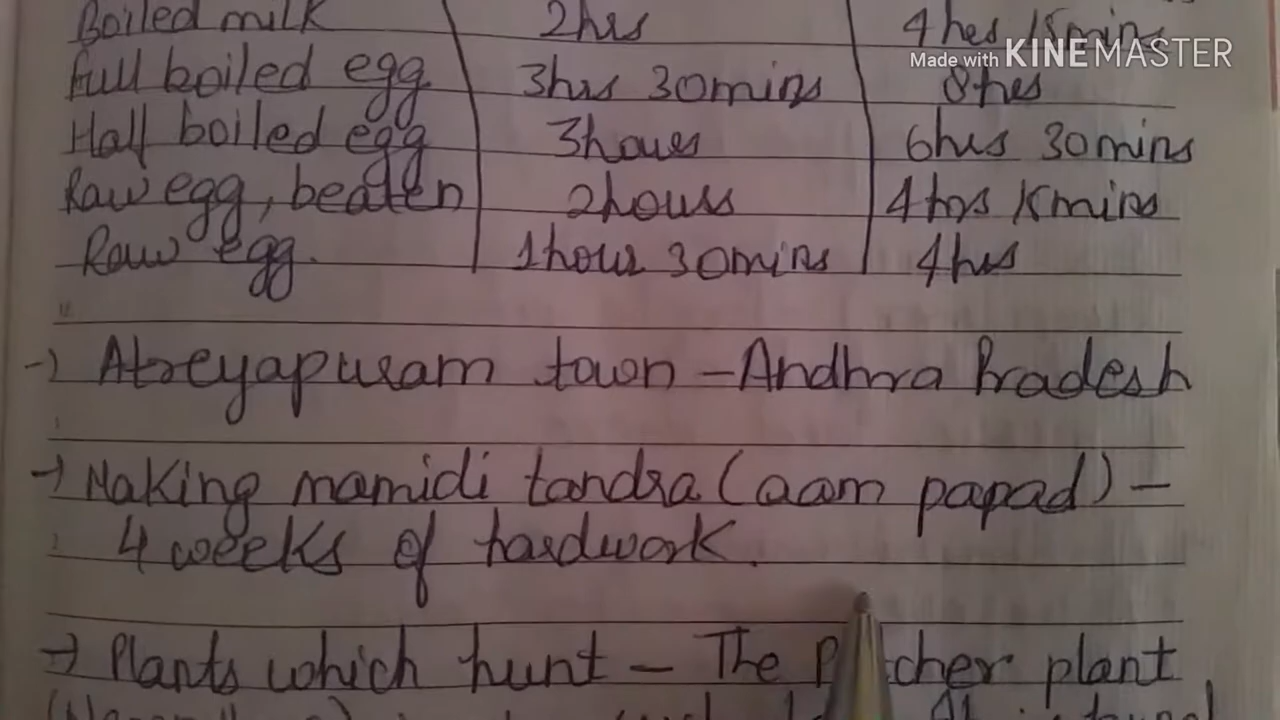 Boiled milk 2hrs 4hrs 15mins
Made with KINEMASTER
Full boiled egg 3hrs 30mins 8hrs
Half boiled egg 3hours 6hrs 30mins
Raw egg, beaten 2hours 4hrs 15mins
Raw egg. 1hour 30mins 4hrs
→ Atreyapuram town - Andhra Pradesh
→ Making mamidi tandra (aam papad) -
4 weeks of hardwork.
→ Plants which hunt - The plant